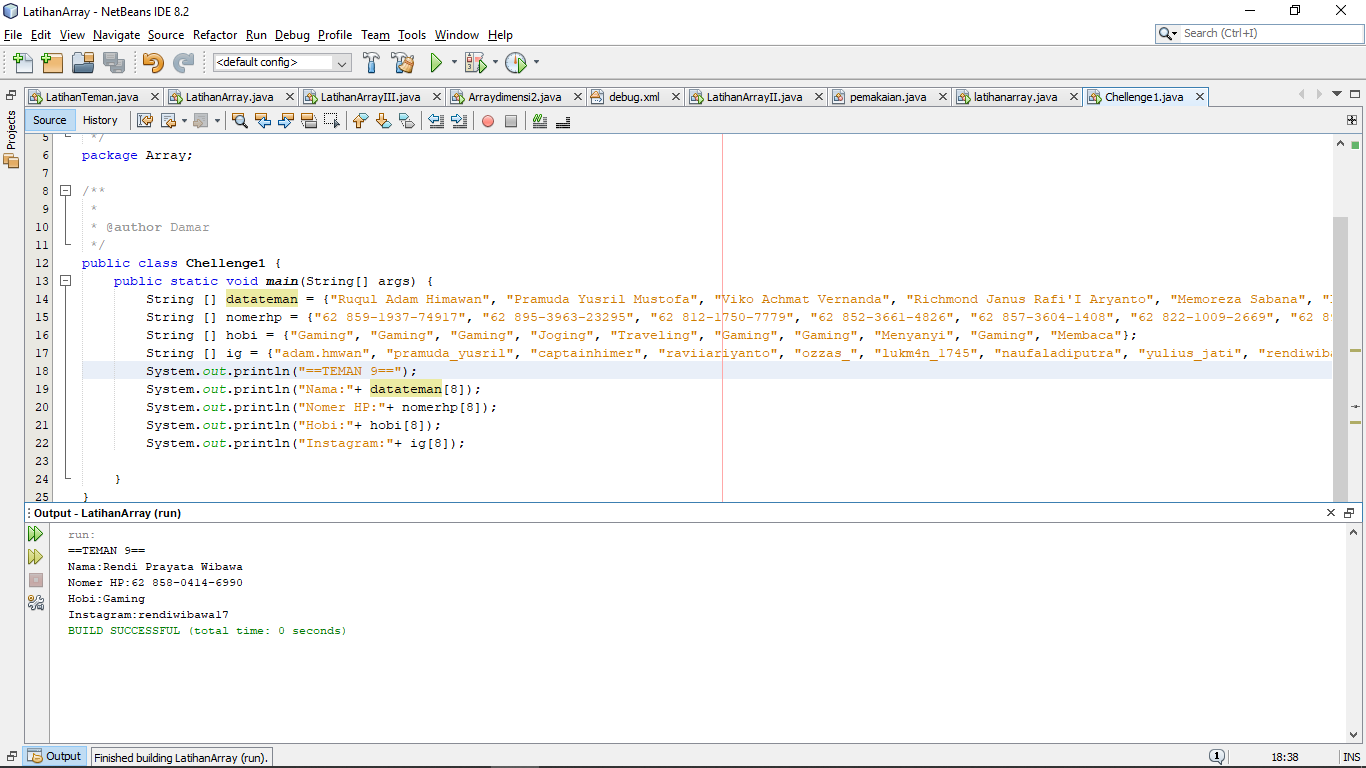 LatihanArray - NetBeans IDE 8.2
File Edit View Navigate Source Refactor Run Debug Profile Team Tools Window Help
Search (Ctrl+I)
<default config>
LatihanTeman.java LatihanArray.java LatihanArrayIII.java Arraydimensi2.java debug.xml LatihanArrayII.java pemakaian.java latihanarray.java Chellenge1.java
Projects
Source History
5 */
6 package Array;
7
8 /**
9 *
10 * @author Damar
11 */
12 public class Chellenge1 {
13 public static void main(String[] args) {
14 String [] datateman = {"Ruqul Adam Himawan", "Pramuda Yusril Mustofa", "Viko Achmat Vernanda", "Richmond Janus Rafi'I Aryanto", "Memoreza Sabana", "
15 String [] nomerhp = {"62 859-1937-74917", "62 895-3963-23295", "62 812-1750-7779", "62 852-3661-4826", "62 857-3604-1408", "62 822-1009-2669", "62 8
16 String [] hobi = {"Gaming", "Gaming", "Gaming", "Joging", "Traveling", "Gaming", "Gaming", "Menyanyi", "Gaming", "Membaca"};
17 String [] ig = {"adam.hmwan", "pramuda_yusril", "captainhimer", "raviiariyanto", "ozzas_", "lukm4n_1745", "naufaladiputra", "yulius_jati", "rendiwiba
18 System.out.println("==TEMAN 9==");
19 System.out.println("Nama:"+ datateman[8]);
20 System.out.println("Nomer HP:"+ nomerhp[8]);
21 System.out.println("Hobi:"+ hobi[8]);
22 System.out.println("Instagram:"+ ig[8]);
23
24 }
25 }
Output - LatihanArray (run)
run:
==TEMAN 9==
Nama:Rendi Prayata Wibawa
Nomer HP:62 858-0414-6990
Hobi:Gaming
Instagram:rendiwibawa17
BUILD SUCCESSFUL (total time: 0 seconds)
Output Finished building LatihanArray (run). 1 18:38 INS